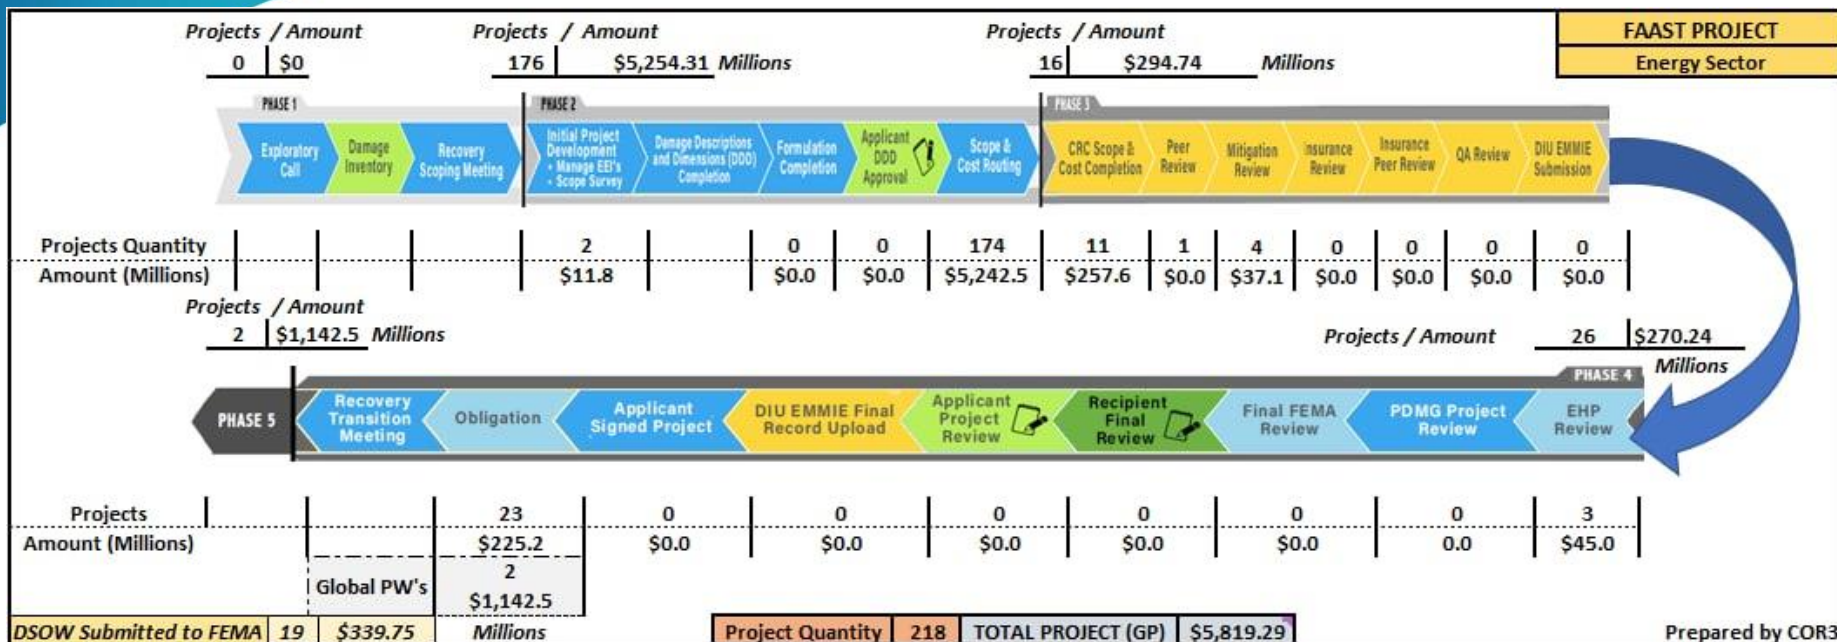 Projects / Amount Projects / Amount Projects / Amount FAAST PROJECT
0 $0 176 $5,254.31 Millions 16 $294.74 Millions Energy Sector
PHASE 1 PHASE 2 PHASE 3
Exploratory Call
Damage Inventory
Recovery Scoping Meeting
Initial Project Development
• Manage EEI's
• Scope Survey
Damage Descriptions and Dimensions (DDD) Completion
Formulation Completion
Applicant DDD Approval
Scope & Cost Routing
CRC Scope & Cost Completion
Peer Review
Mitigation Review
Insurance Review
Insurance Peer Review
QA Review
DIU EMMIE Submission
Projects Quantity 2 0 0 174 11 1 4 0 0 0 0
Amount (Millions) $11.8 $0.0 $0.0 $5,242.5 $257.6 $0.0 $37.1 $0.0 $0.0 $0.0 $0.0
Projects / Amount
2 $1,142.5 Millions
Projects / Amount 26 $270.24
Millions
PHASE 4
PHASE 5
Recovery Transition Meeting
Obligation
Applicant Signed Project
DIU EMMIE Final Record Upload
Applicant Project Review
Recipient Final Review
Final FEMA Review
PDMG Project Review
EHP Review
Projects 23 0 0 0 0 0 0 3
Amount (Millions) $225.2 $0.0 $0.0 $0.0 $0.0 $0.0 0.0 $45.0
Global PW's 2
$1,142.5
DSOW Submitted to FEMA 19 $339.75 Millions Project Quantity 218 TOTAL PROJECT (GP) $5,819.29 Prepared by COR3